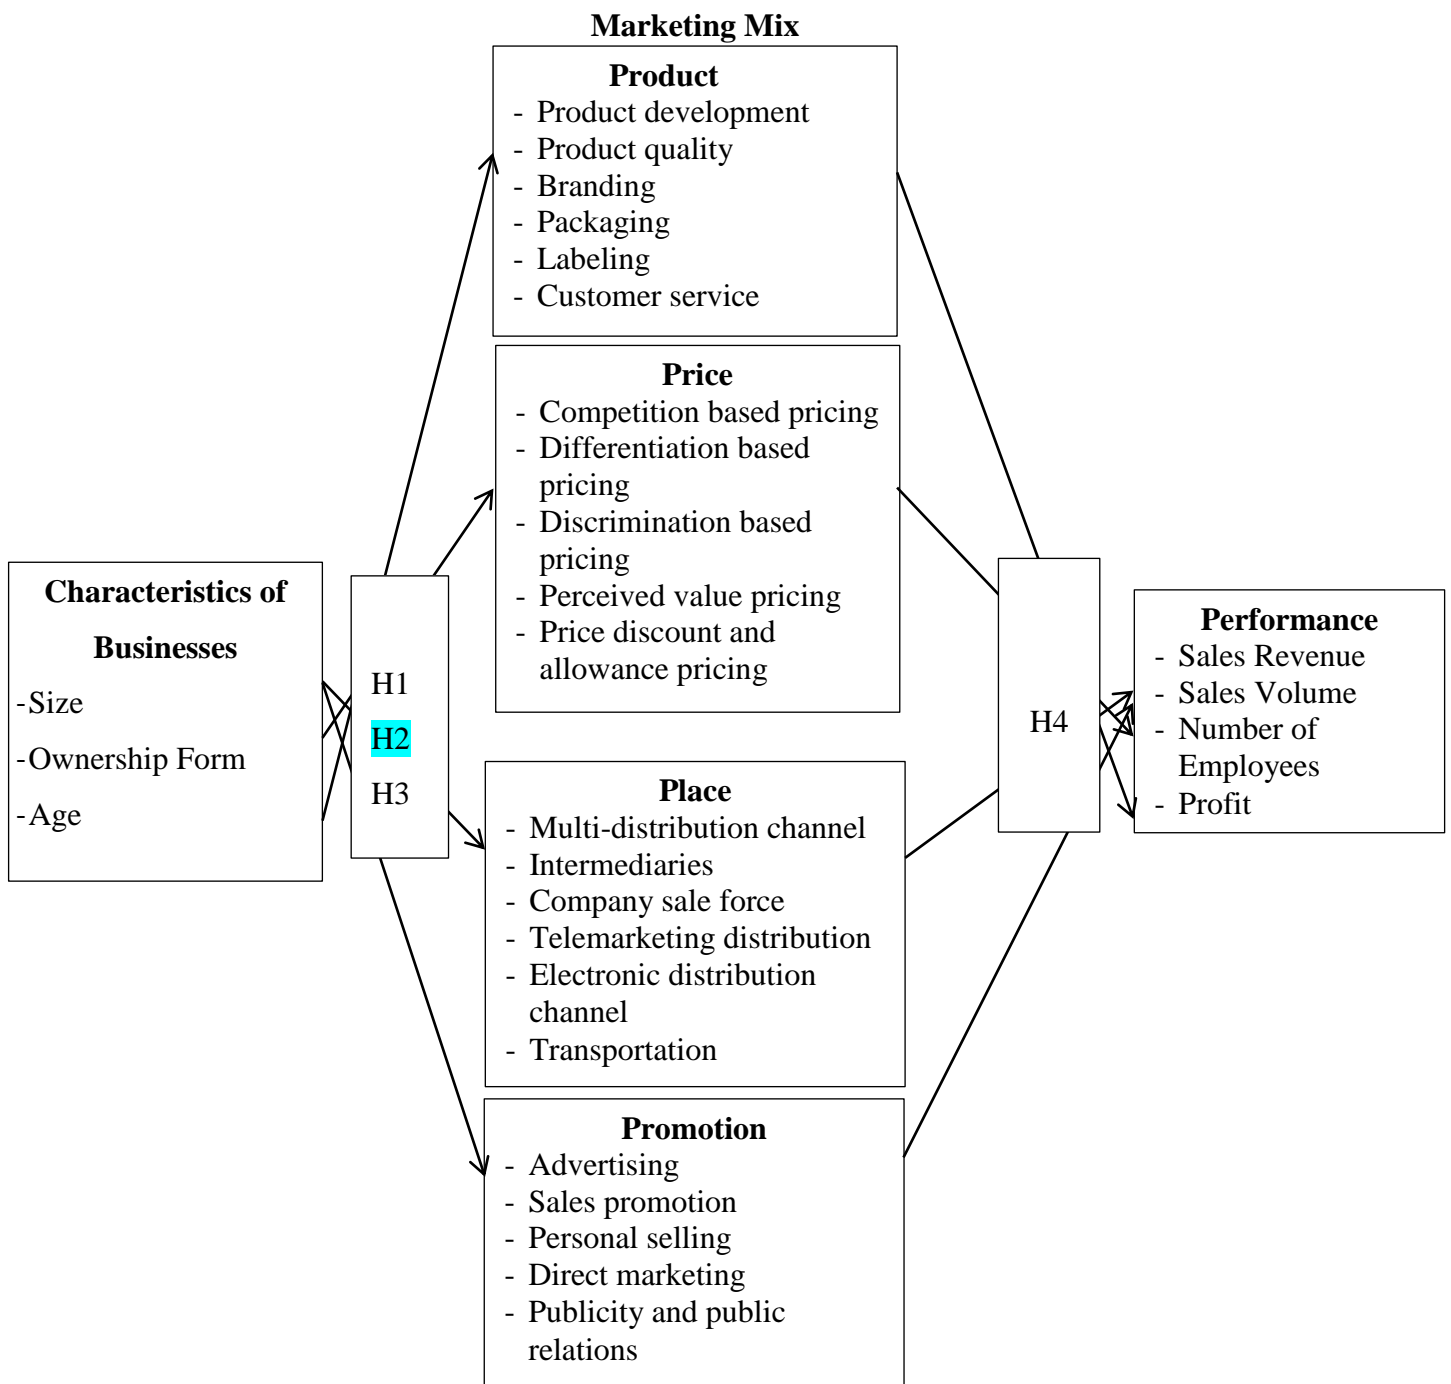 Marketing Mix
Product
- Product development
- Product quality
- Branding
- Packaging
- Labeling
- Customer service
Price
- Competition based pricing
- Differentiation based
pricing
- Discrimination based
pricing
- Perceived value pricing
- Price discount and
allowance pricing
Characteristics of
Businesses
-Size
-Ownership Form
-Age
H1
H2
H3
Place
- Multi-distribution channel
- Intermediaries
- Company sale force
- Telemarketing distribution
- Electronic distribution
channel
- Transportation
Promotion
- Advertising
- Sales promotion
- Personal selling
- Direct marketing
- Publicity and public
relations
H4
Performance
- Sales Revenue
- Sales Volume
- Number of
Employees
- Profit